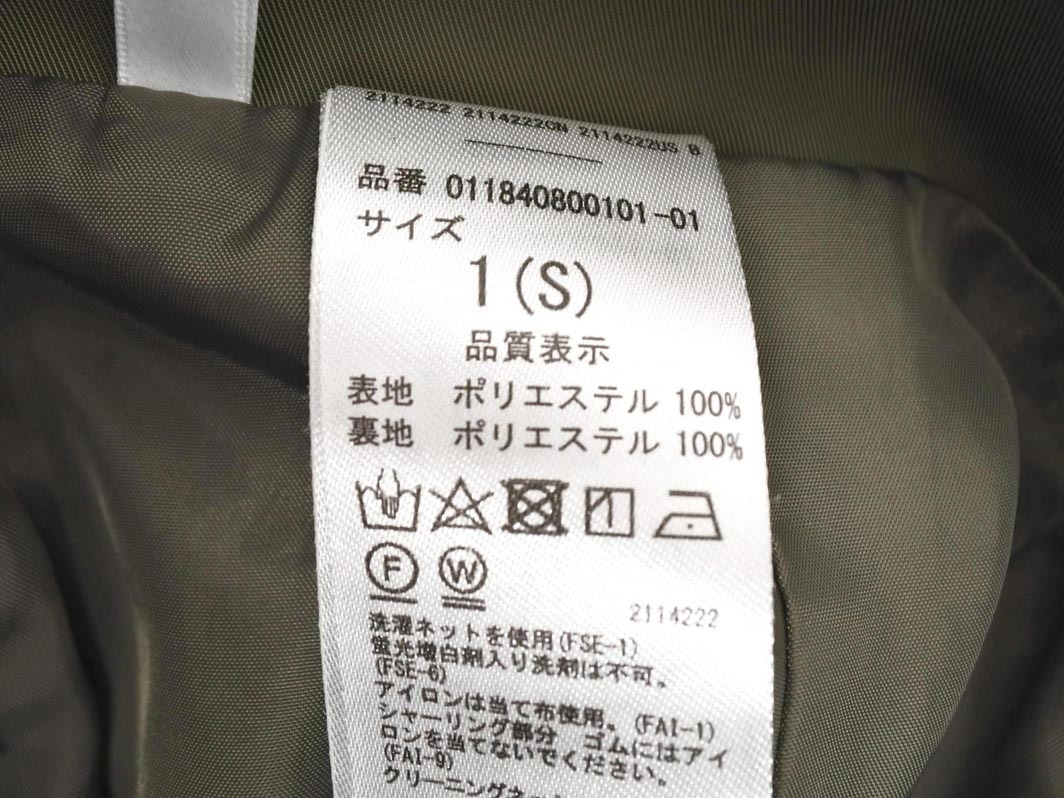 2114222 2114222CN 2114222US B
品番 011840800101-01
サイズ
1(S)
品質表示
表地 ポリエステル 100%
裏地 ポリエステル 100%
F W
2114222
洗濯ネットを使用(FSE-1)
蛍光増白剤入り洗剤は不可。
(FSE-6)
アイロンは当て布使用。(FAI-1)
シャーリング部分 ゴムにはアイ
ロンを当てないでください。
(FAI-9)
クリーニングネット